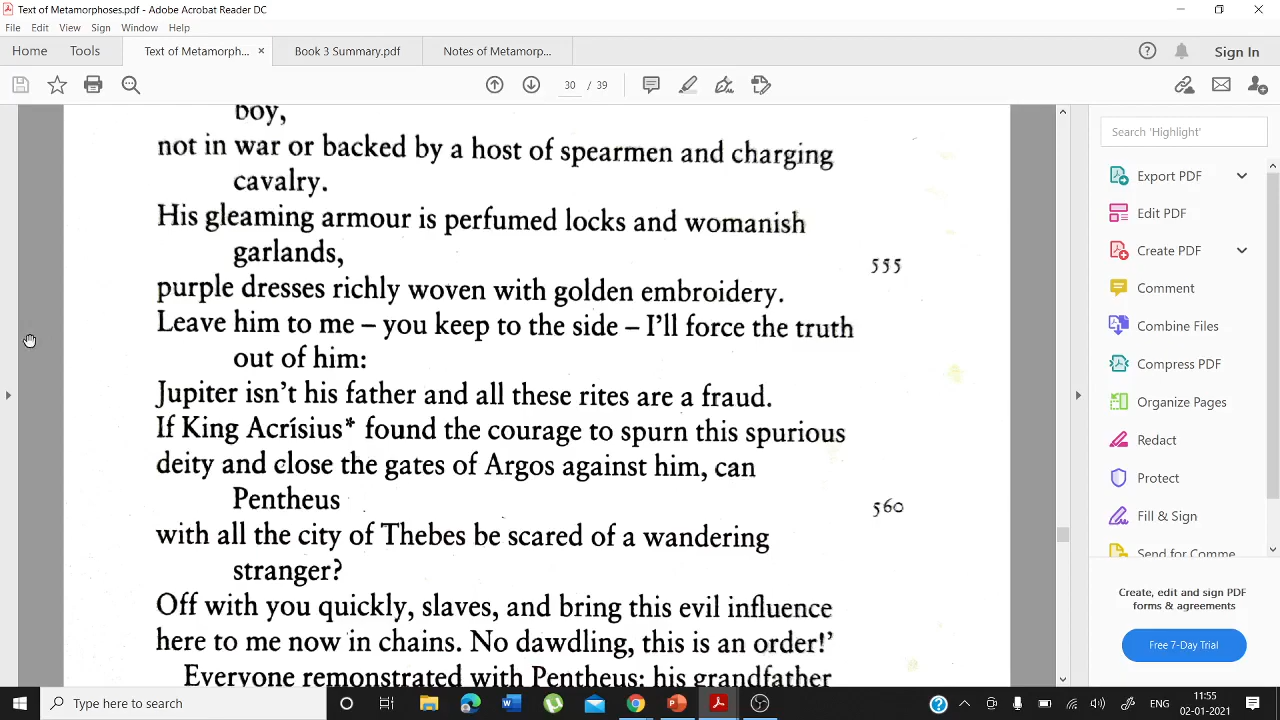 Text of Metamorphoses.pdf - Adobe Acrobat Reader DC
File Edit View Sign Window Help
Home Tools Text of Metamorph... × Book 3 Summary.pdf Notes of Metamorp... Sign In
30 / 39
boy,
not in war or backed by a host of spearmen and charging
cavalry.
His gleaming armour is perfumed locks and womanish
garlands,
555
purple dresses richly woven with golden embroidery.
Leave him to me – you keep to the side – I'll force the truth
out of him:
Jupiter isn't his father and all these rites are a fraud.
If King Acrísius* found the courage to spurn this spurious
deity and close the gates of Argos against him, can
Pentheus
560
with all the city of Thebes be scared of a wandering
stranger?
Off with you quickly, slaves, and bring this evil influence
here to me now in chains. No dawdling, this is an order!'
Everyone remonstrated with Pentheus: his grandfather
Search 'Highlight'
Export PDF
Edit PDF
Create PDF
Comment
Combine Files
Compress PDF
Organize Pages
Redact
Protect
Fill & Sign
Send for Comme
Create, edit and sign PDF
forms & agreements
Free 7-Day Trial
Type here to search
ENG
11:55
02-01-2021